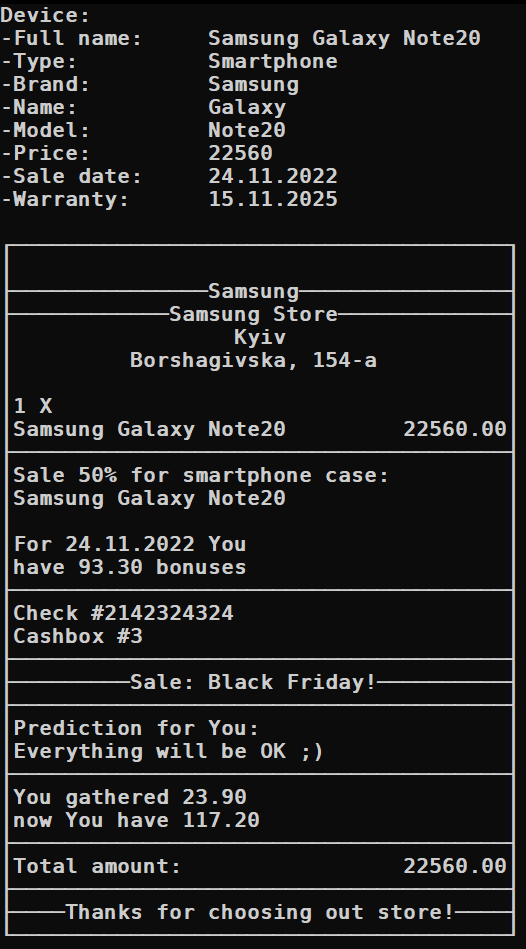 Device:
-Full name: Samsung Galaxy Note20
-Type: Smartphone
-Brand: Samsung
-Name: Galaxy
-Model: Note20
-Price: 22560
-Sale date: 24.11.2022
-Warranty: 15.11.2025
Samsung
Samsung Store
Kyiv
Borshagivska, 154-a
1 X
Samsung Galaxy Note20 22560.00
Sale 50% for smartphone case:
Samsung Galaxy Note20
For 24.11.2022 You
have 93.30 bonuses
Check #2142324324
Cashbox #3
Sale: Black Friday!
Prediction for You:
Everything will be OK ;)
You gathered 23.90
now You have 117.20
Total amount: 22560.00
Thanks for choosing out store!